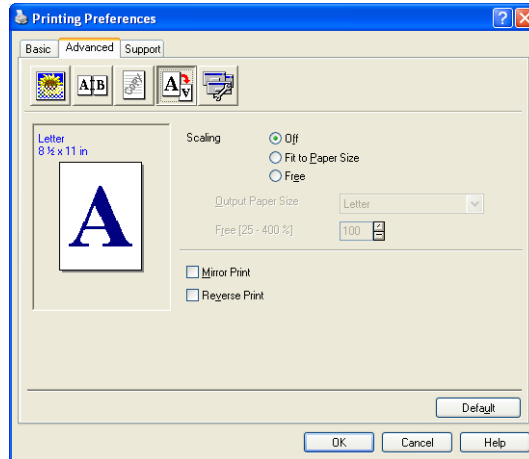 Printing Preferences
Basic Advanced Support
A B A A
Letter
8 ½ x 11 in
A
Scaling
Off
Fit to Paper Size
Free
Output Paper Size Letter
Free [25 - 400 %] 100
Mirror Print
Reverse Print
Default
OK Cancel Help